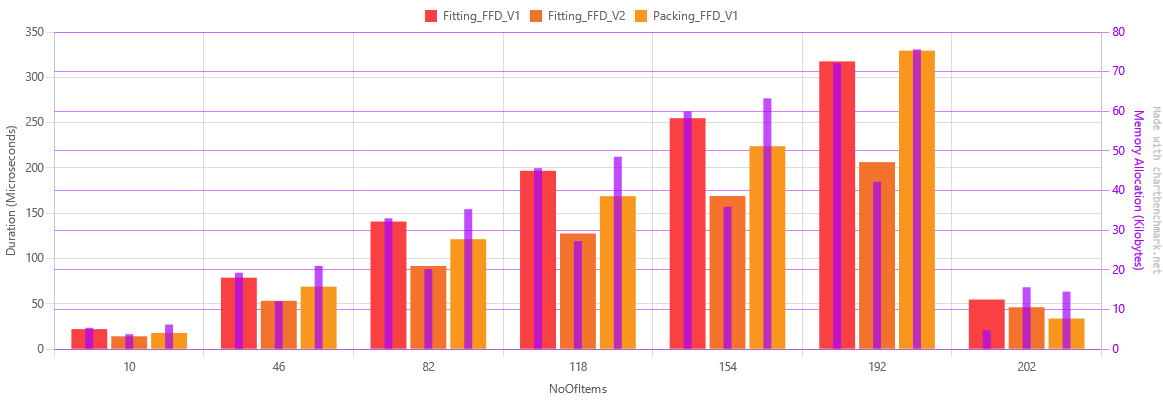 Fitting_FFD_V1 Fitting_FFD_V2 Packing_FFD_V1
350
300
250
200
150
100
50
0
Duration (Microseconds)
80
70
60
50
40
30
20
10
0
Memory Allocation (Kilobytes)
Made with chartbenchmark.net
10 46 82 118 154 192 202
NoOfItems